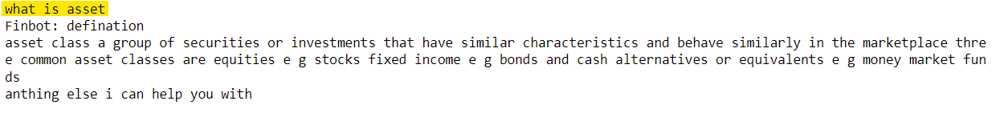 what is asset
Finbot: defination
asset class a group of securities or investments that have similar characteristics and behave similarly in the marketplace thre
e common asset classes are equities e g stocks fixed income e g bonds and cash alternatives or equivalents e g money market fun
ds
anthing else i can help you with